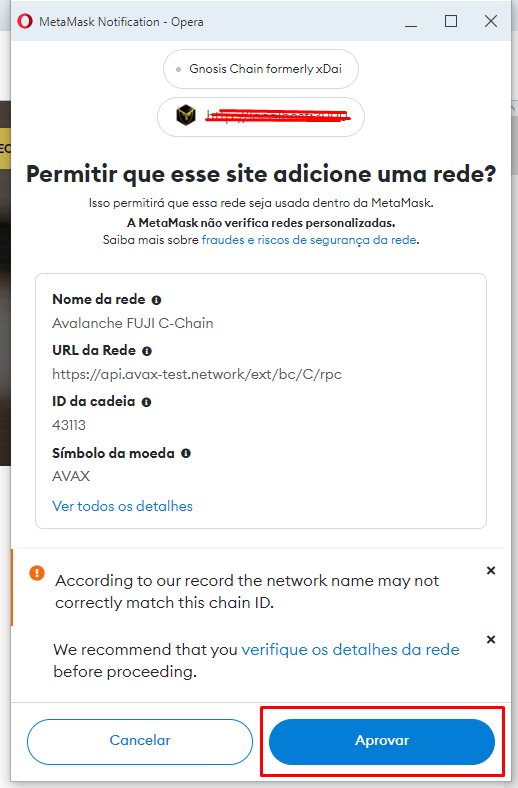 MetaMask Notification - Opera
Gnosis Chain formerly xDai
Permitir que esse site adicione uma rede?
Isso permitirá que essa rede seja usada dentro da MetaMask.
A MetaMask não verifica redes personalizadas.
Saiba mais sobre fraudes e riscos de segurança da rede.
Nome da rede
Avalanche FUJI C-Chain
URL da Rede
https://api.avax-test.network/ext/bc/C/rpc
ID da cadeia
43113
Símbolo da moeda
AVAX
Ver todos os detalhes
According to our record the network name may not
correctly match this chain ID.
We recommend that you verifique os detalhes da rede
before proceeding.
Cancelar
Aprovar